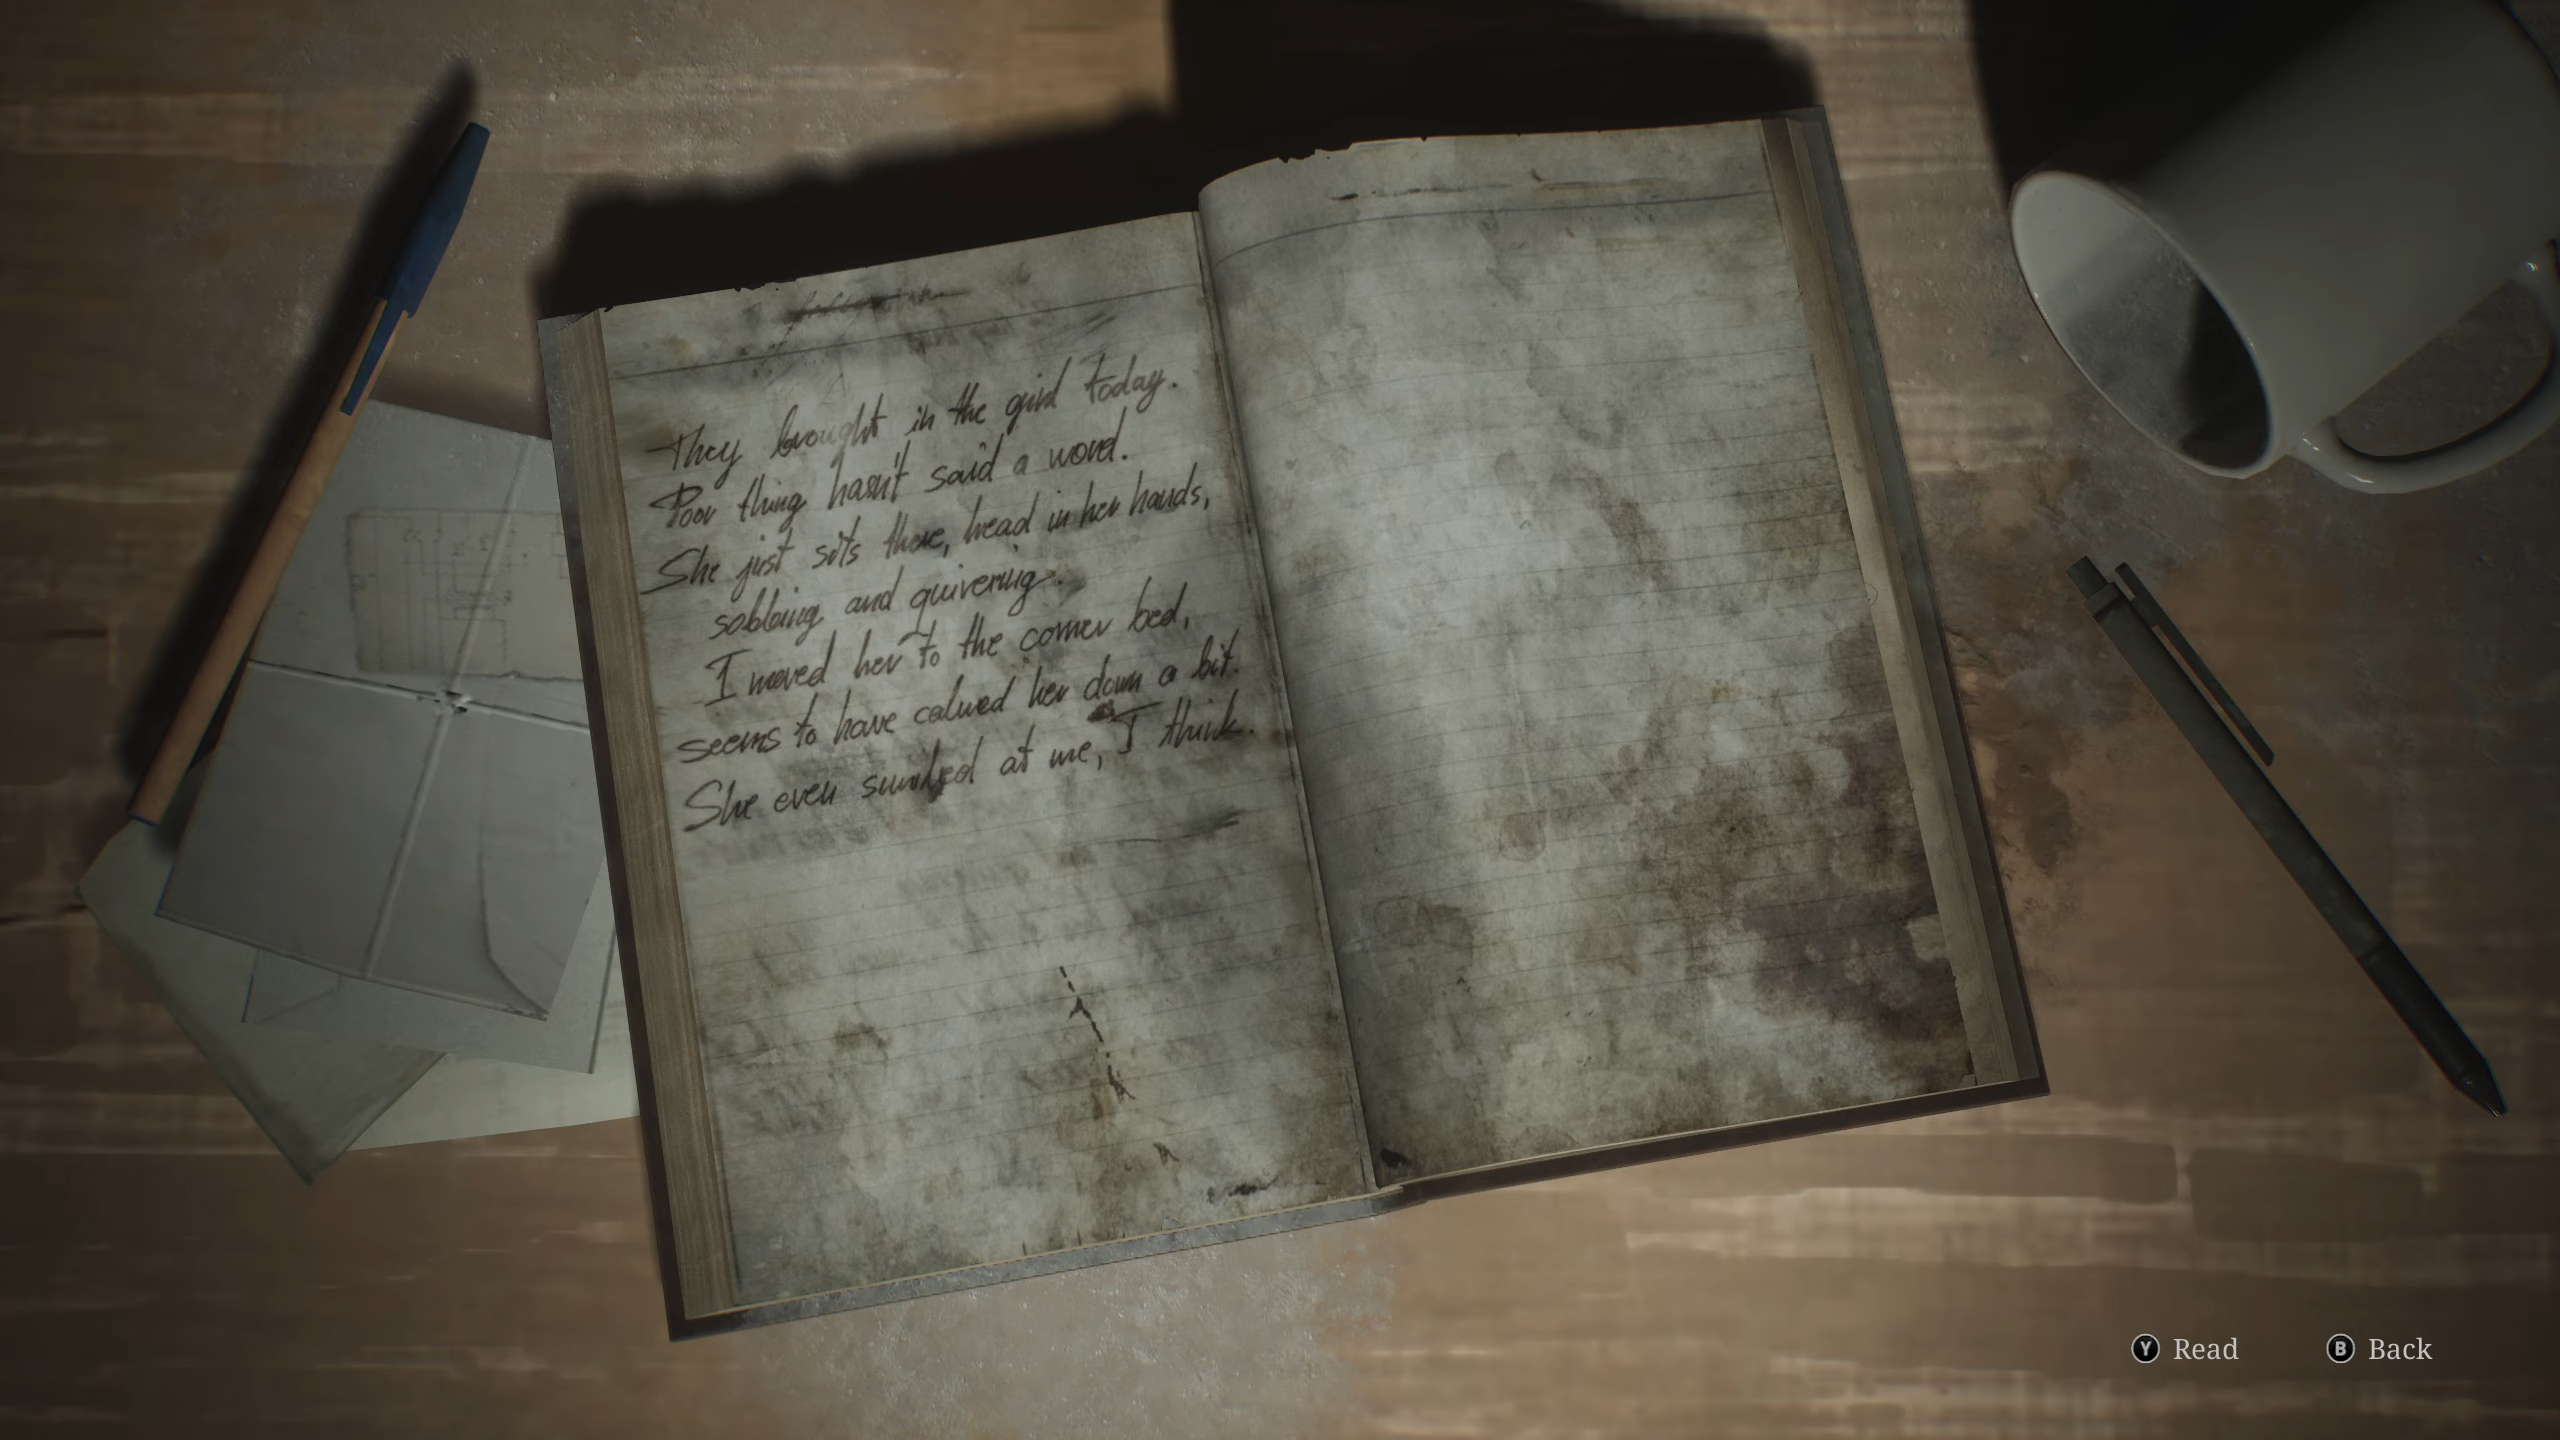 They brought in the girl today.
Poor thing hasn't said a word.
She just sits there, head in her hands,
sobbing and quivering.
I moved her to the corner bed,
seems to have calmed her down a bit.
She even smiled at me, I think.
Y Read
B Back